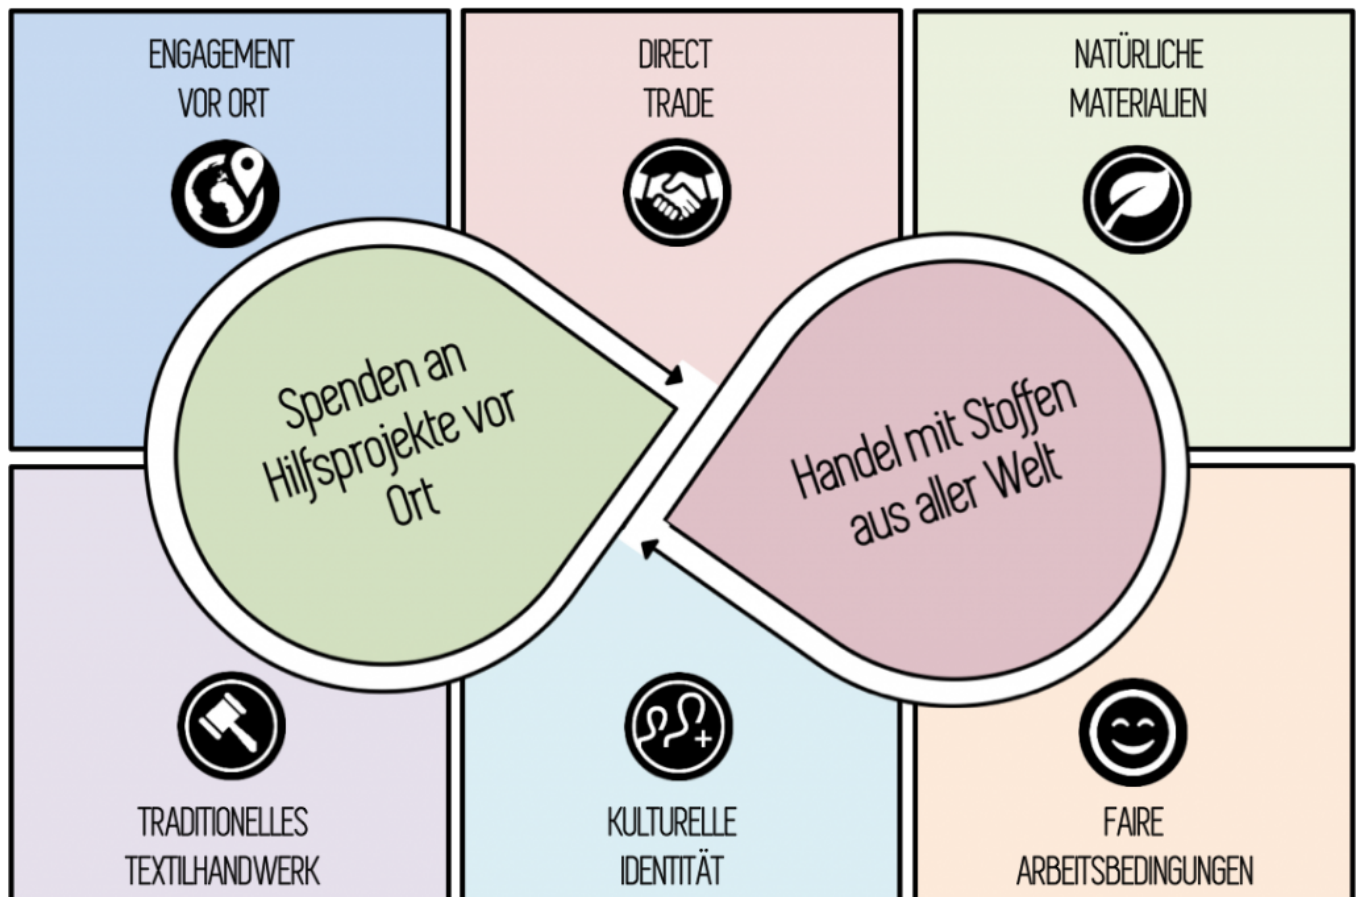 ENGAGEMENT
VOR ORT
DIRECT
TRADE
NATÜRLICHE
MATERIALIEN
Spenden an
Hilfsprojekte vor
Ort
Handel mit Stoffen
aus aller Welt
TRADITIONELLES
TEXTILHANDWERK
KULTURELLE
IDENTITÄT
FAIRE
ARBEITSBEDINGUNGEN